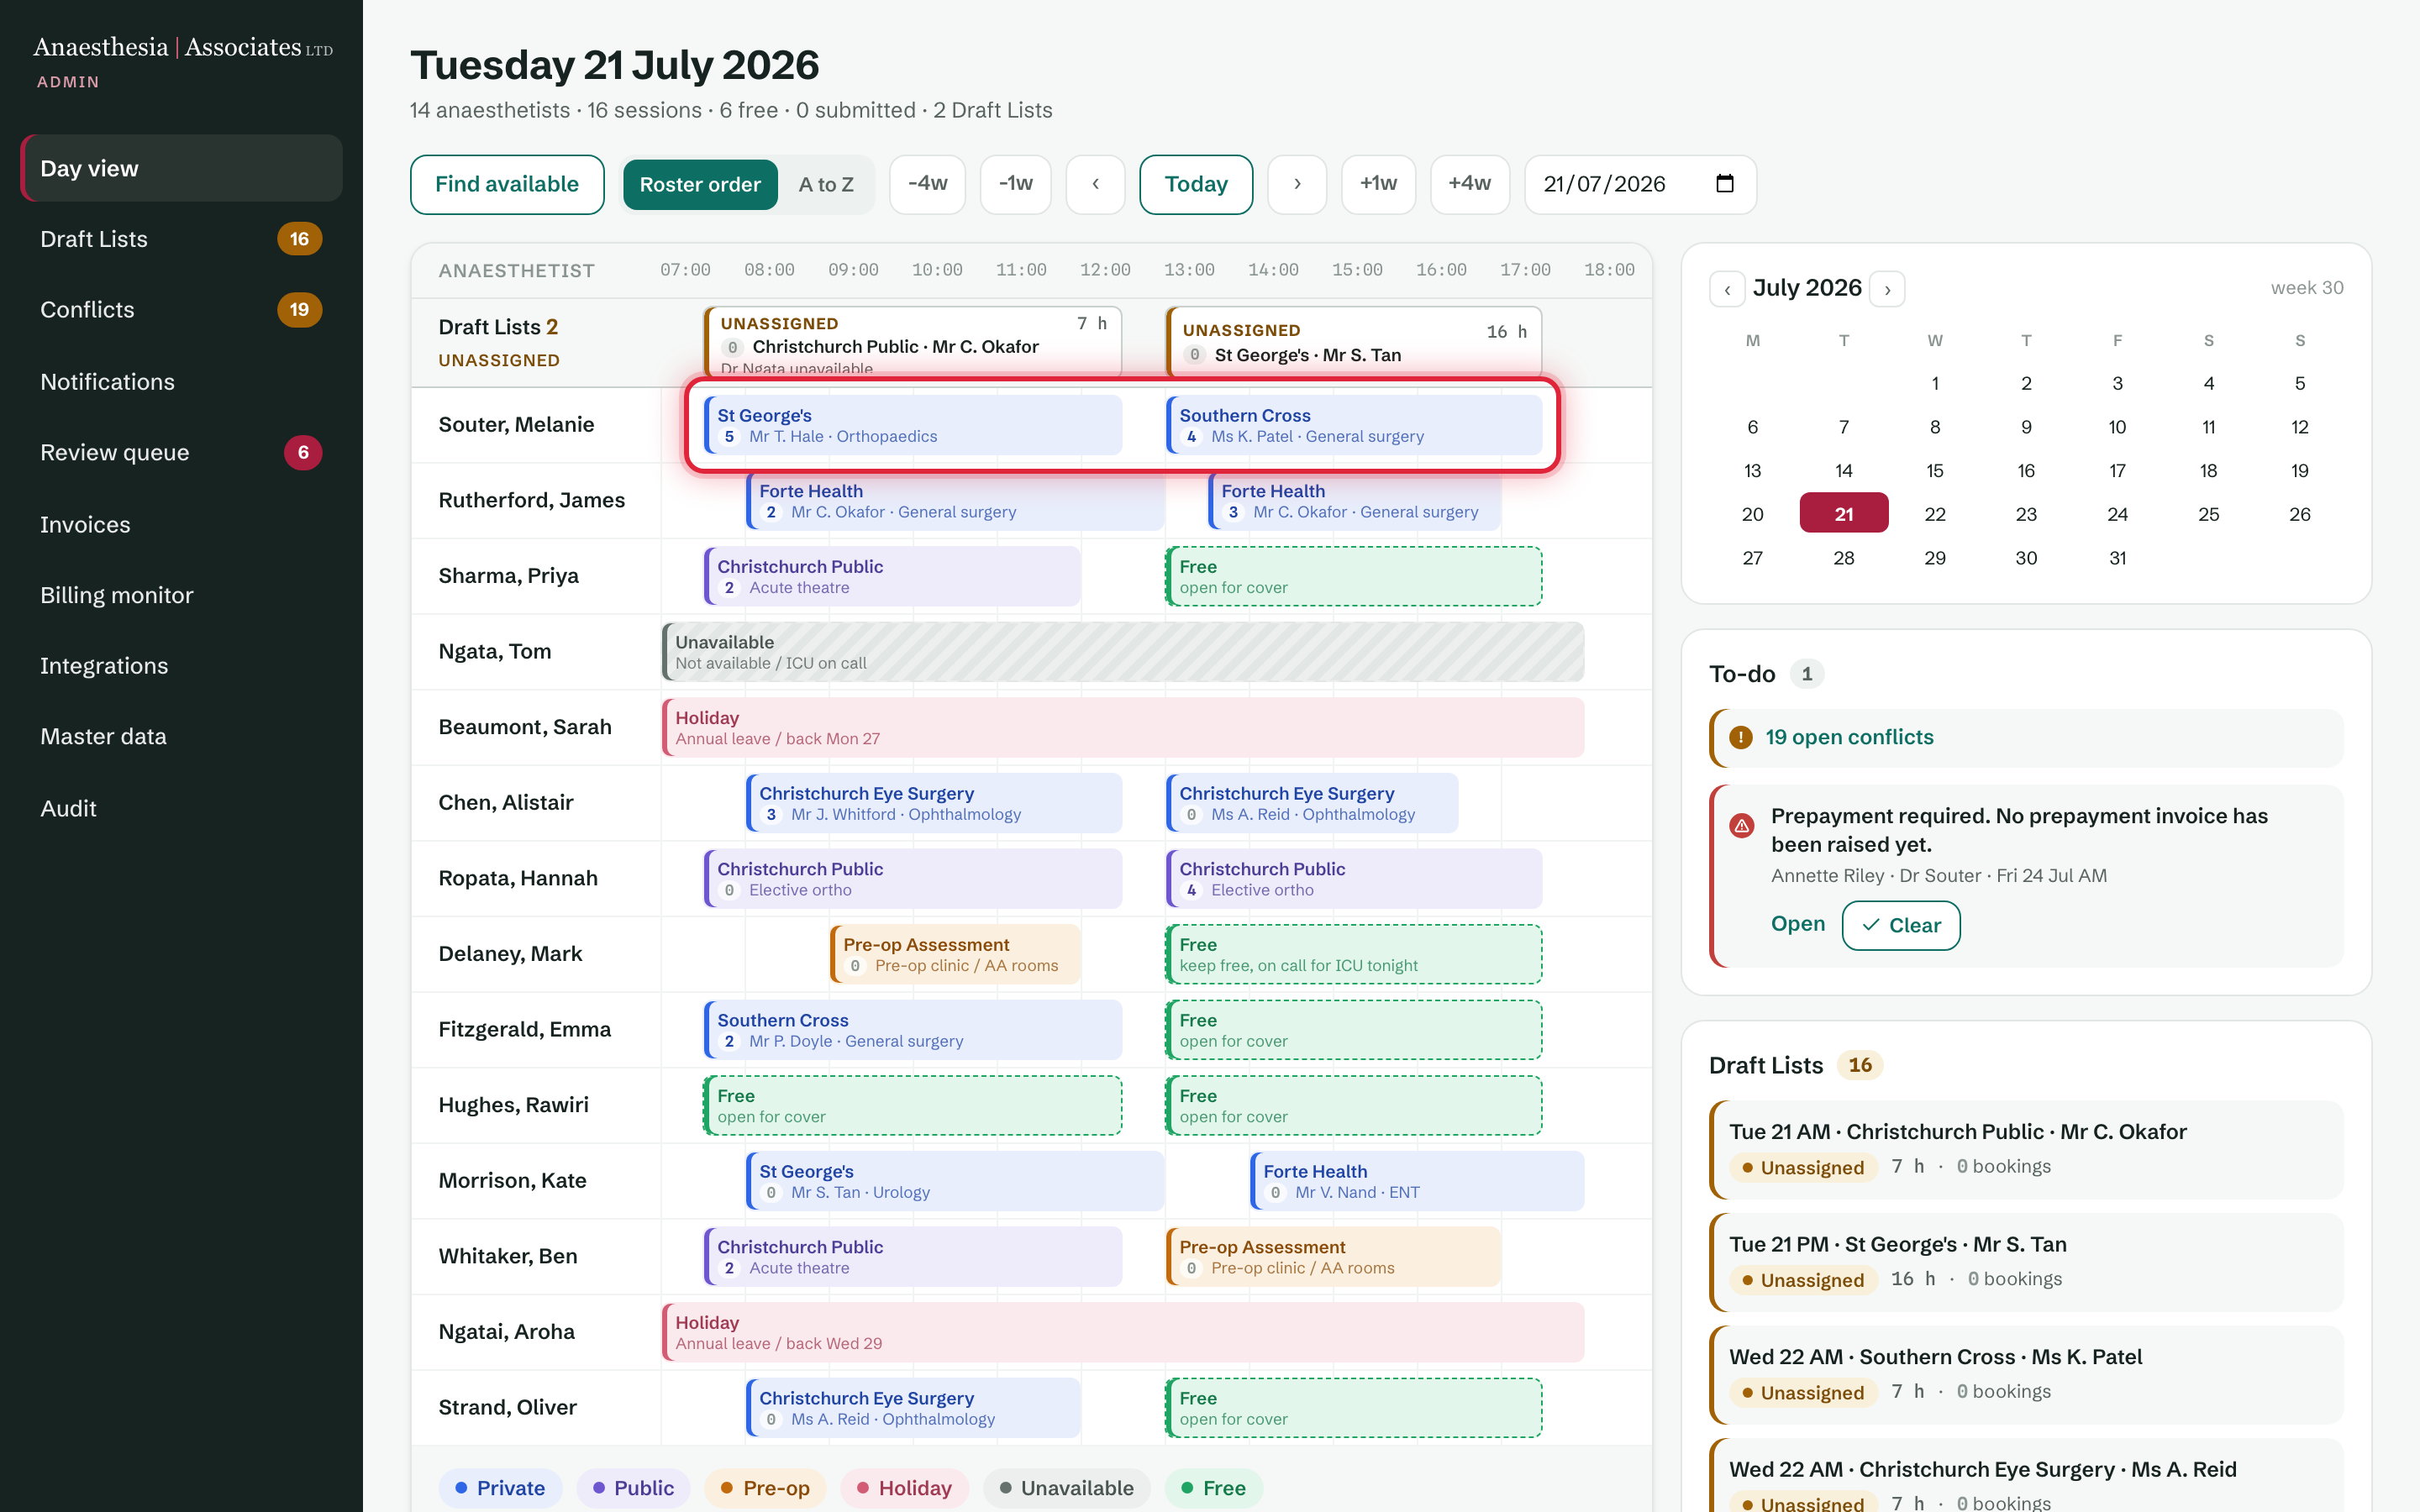 Anaesthesia | Associates LTD
ADMIN
Day view
Draft Lists 16
Conflicts 19
Notifications
Review queue 6
Invoices
Billing monitor
Integrations
Master data
Audit
Tuesday 21 July 2026
14 anaesthetists · 16 sessions · 6 free · 0 submitted · 2 Draft Lists
Find available
Roster order A to Z
-4w -1w ‹ Today › +1w +4w 21/07/2026
ANAESTHETIST 07:00 08:00 09:00 10:00 11:00 12:00 13:00 14:00 15:00 16:00 17:00 18:00
Draft Lists 2
UNASSIGNED
UNASSIGNED 7 h
0 Christchurch Public · Mr C. Okafor
Dr Ngata unavailable
UNASSIGNED 16 h
0 St George's · Mr S. Tan
Souter, Melanie
St George's
5 Mr T. Hale · Orthopaedics
Southern Cross
4 Ms K. Patel · General surgery
Rutherford, James
Forte Health
2 Mr C. Okafor · General surgery
Forte Health
3 Mr C. Okafor · General surgery
Sharma, Priya
Christchurch Public
2 Acute theatre
Free
open for cover
Ngata, Tom
Unavailable
Not available / ICU on call
Beaumont, Sarah
Holiday
Annual leave / back Mon 27
Chen, Alistair
Christchurch Eye Surgery
3 Mr J. Whitford · Ophthalmology
Christchurch Eye Surgery
0 Ms A. Reid · Ophthalmology
Ropata, Hannah
Christchurch Public
0 Elective ortho
Christchurch Public
4 Elective ortho
Delaney, Mark
Pre-op Assessment
0 Pre-op clinic / AA rooms
Free
keep free, on call for ICU tonight
Fitzgerald, Emma
Southern Cross
2 Mr P. Doyle · General surgery
Free
open for cover
Hughes, Rawiri
Free
open for cover
Free
open for cover
Morrison, Kate
St George's
0 Mr S. Tan · Urology
Forte Health
0 Mr V. Nand · ENT
Whitaker, Ben
Christchurch Public
2 Acute theatre
Pre-op Assessment
0 Pre-op clinic / AA rooms
Ngatai, Aroha
Holiday
Annual leave / back Wed 29
Strand, Oliver
Christchurch Eye Surgery
0 Ms A. Reid · Ophthalmology
Free
open for cover
Private Public Pre-op Holiday Unavailable Free
‹ July 2026 › week 30
M T W T F S S
1 2 3 4 5
6 7 8 9 10 11 12
13 14 15 16 17 18 19
20 21 22 23 24 25 26
27 28 29 30 31
To-do 1
19 open conflicts
Prepayment required. No prepayment invoice has
been raised yet.
Annette Riley · Dr Souter · Fri 24 Jul AM
Open Clear
Draft Lists 16
Tue 21 AM · Christchurch Public · Mr C. Okafor
Unassigned 7 h · 0 bookings
Tue 21 PM · St George's · Mr S. Tan
Unassigned 16 h · 0 bookings
Wed 22 AM · Southern Cross · Ms K. Patel
Unassigned 7 h · 0 bookings
Wed 22 AM · Christchurch Eye Surgery · Ms A. Reid
Unassigned 7 h · 0 bookings